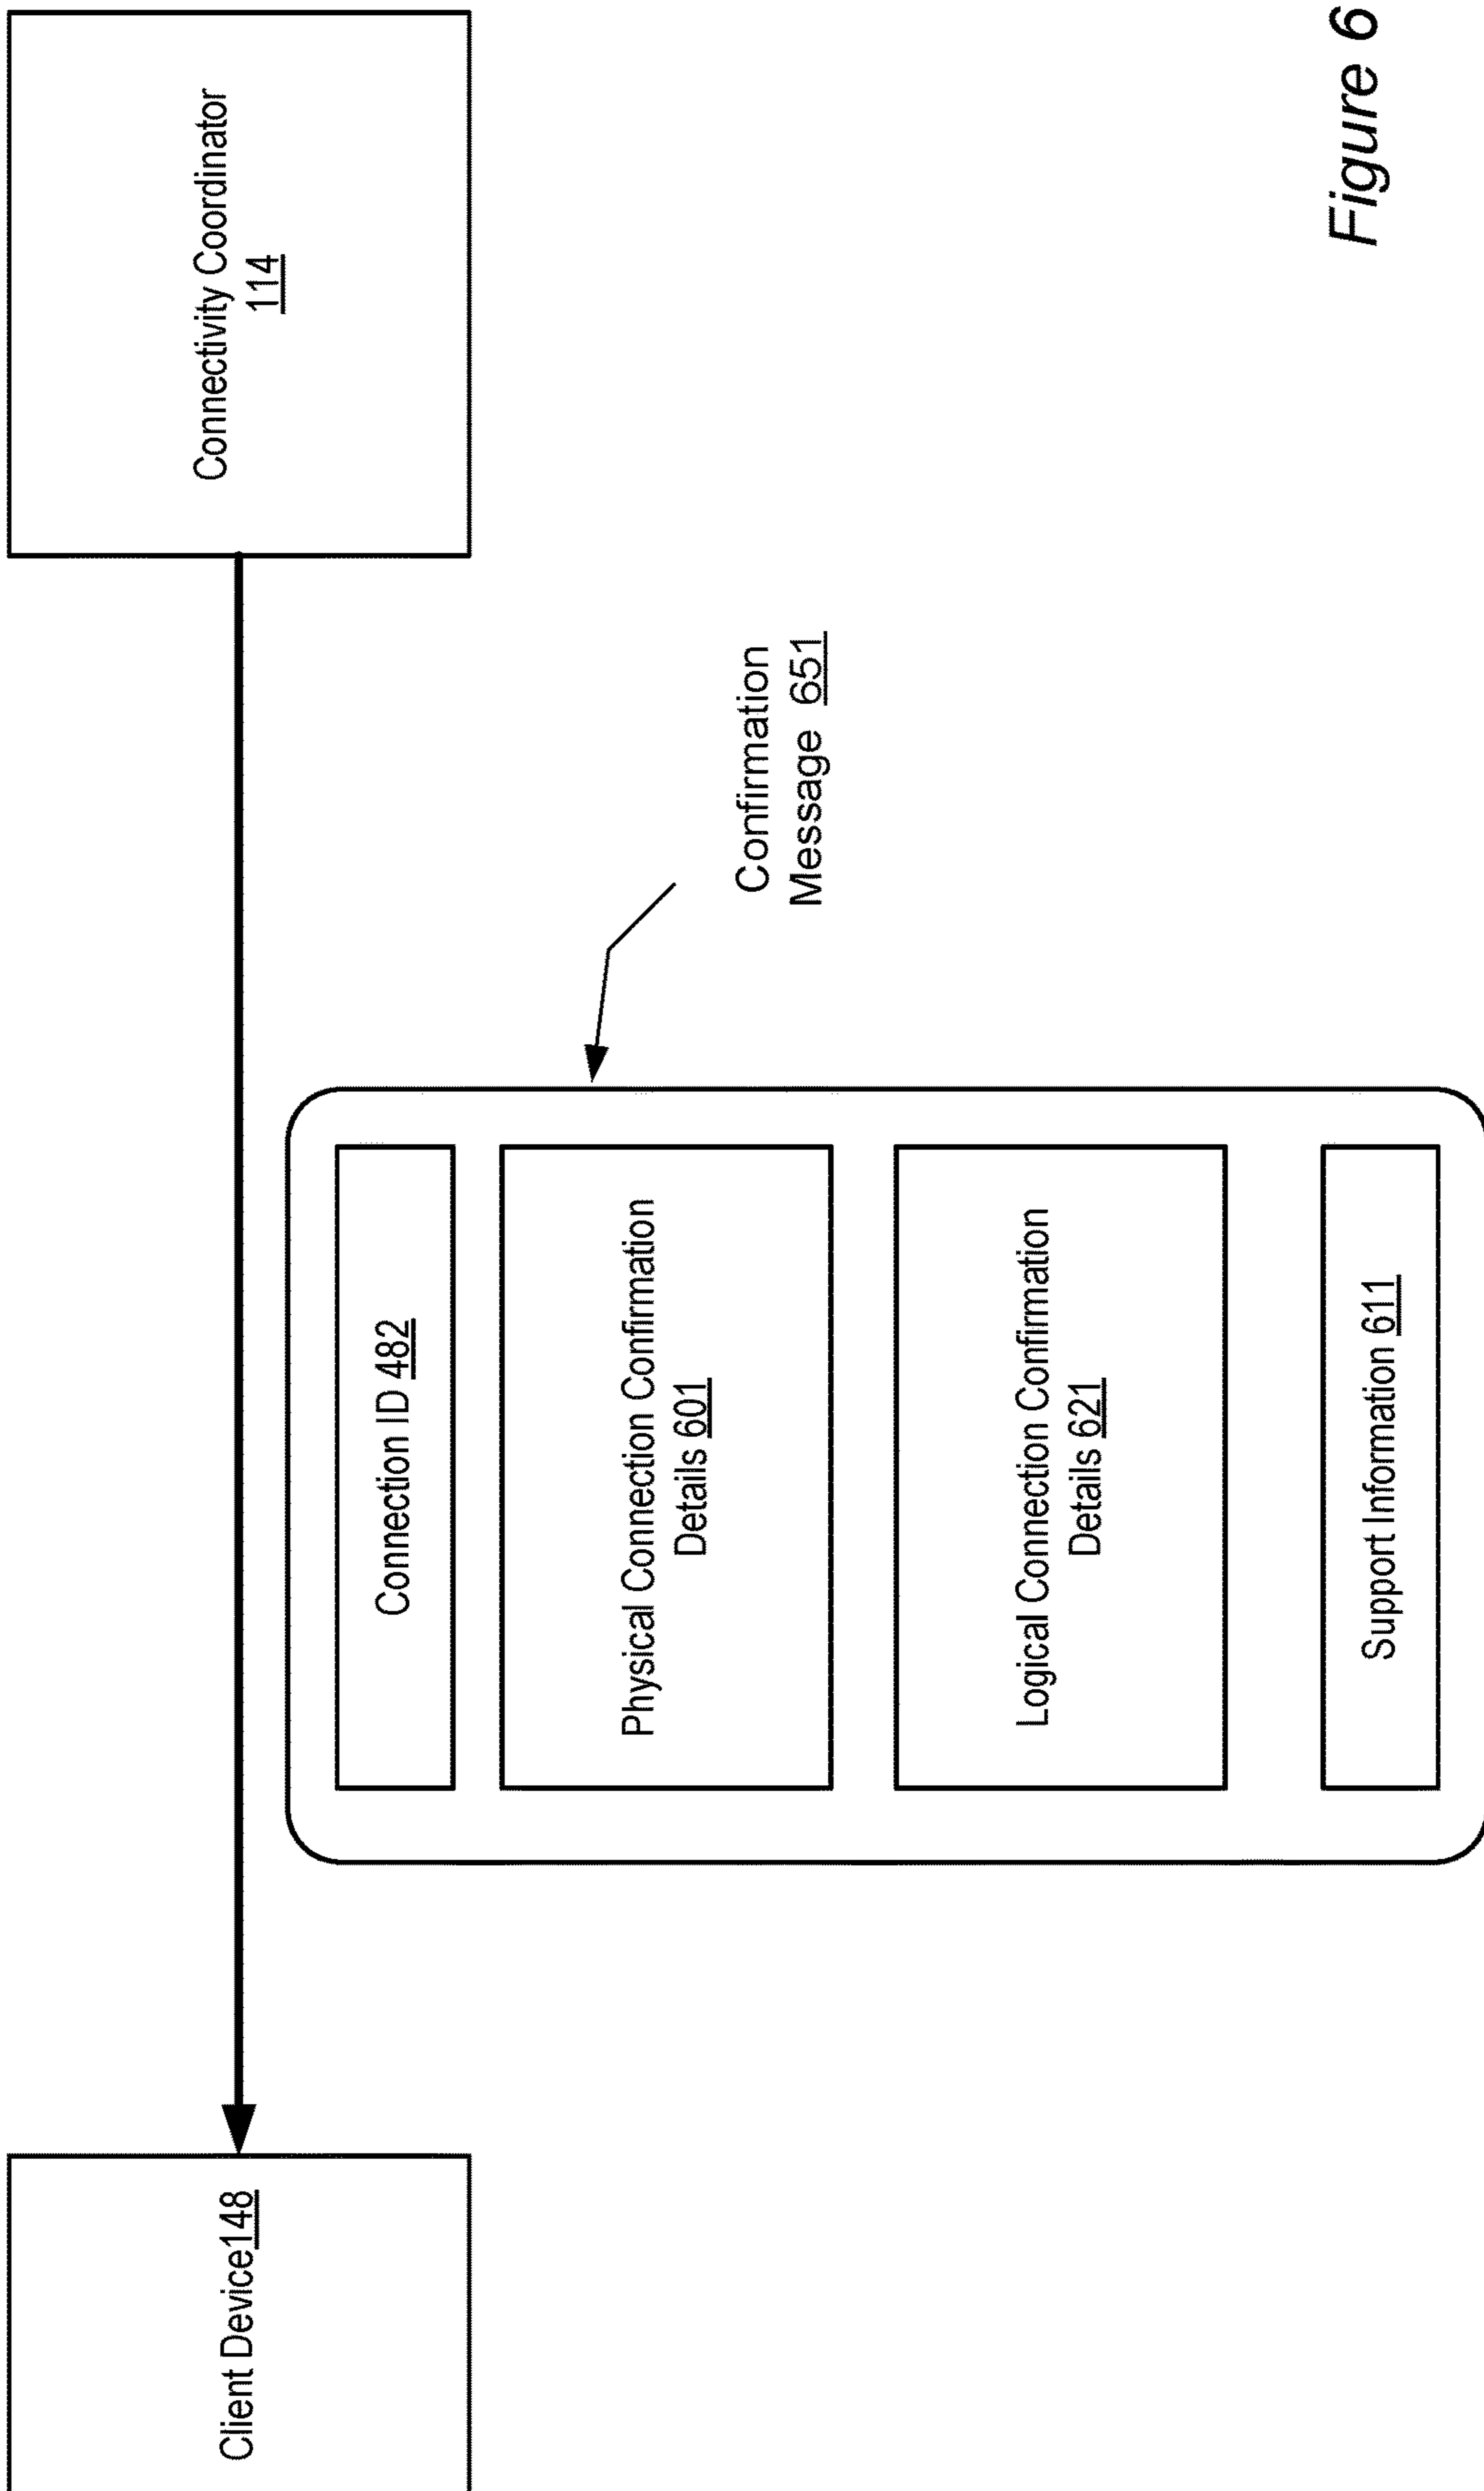 Client Device148
Connectivity Coordinator
114
Connection ID 482
Physical Connection Confirmation
Details 601
Confirmation
Message 651
Logical Connection Confirmation
Details 621
Support Information 611
Figure 6